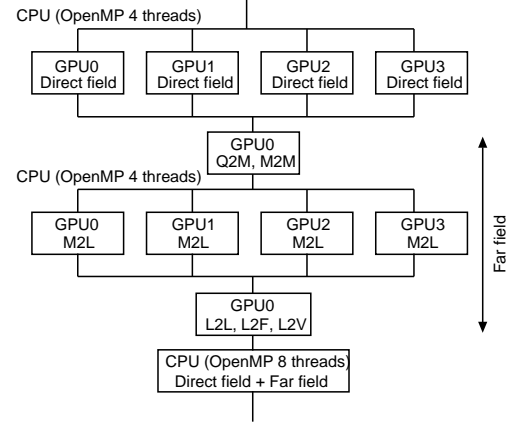 CPU (OpenMP 4 threads)
GPU0 GPU1 GPU2 GPU3
Direct field Direct field Direct field Direct field
GPU0
Q2M, M2M
CPU (OpenMP 4 threads)
GPU0 GPU1 GPU2 GPU3
M2L M2L M2L M2L
Far field
GPU0
L2L, L2F, L2V
CPU (OpenMP 8 threads)
Direct field + Far field